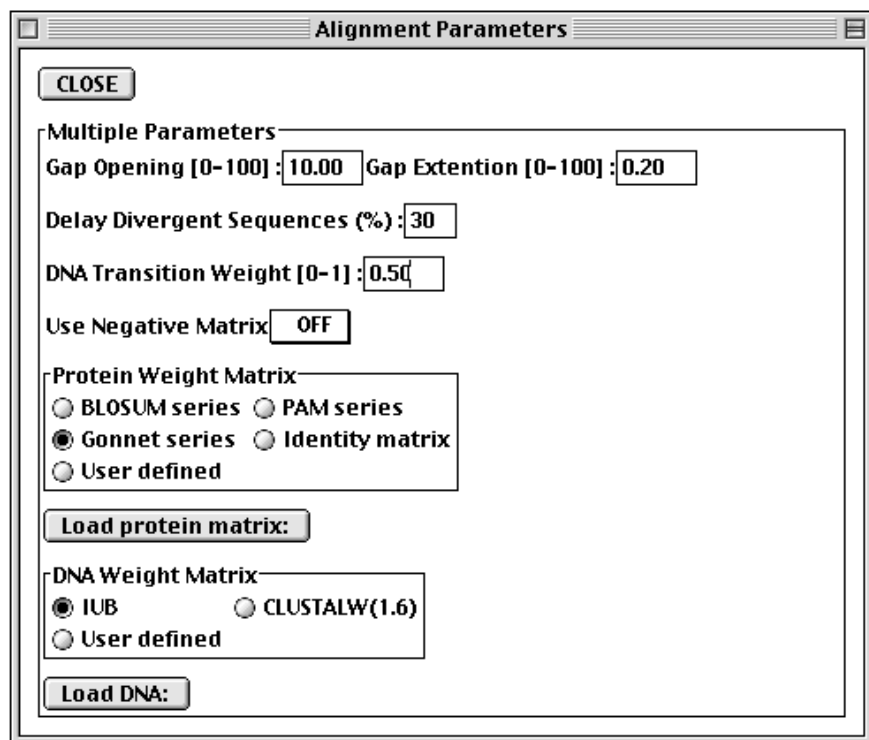 Alignment Parameters
CLOSE
Multiple Parameters
Gap Opening [0-100] : 10.00 Gap Extention [0-100] : 0.20
Delay Divergent Sequences (%) : 30
DNA Transition Weight [0-1] : 0.50
Use Negative Matrix OFF
Protein Weight Matrix
BLOSUM series PAM series
Gonnet series Identity matrix
User defined
Load protein matrix:
DNA Weight Matrix
IUB CLUSTALW(1.6)
User defined
Load DNA: